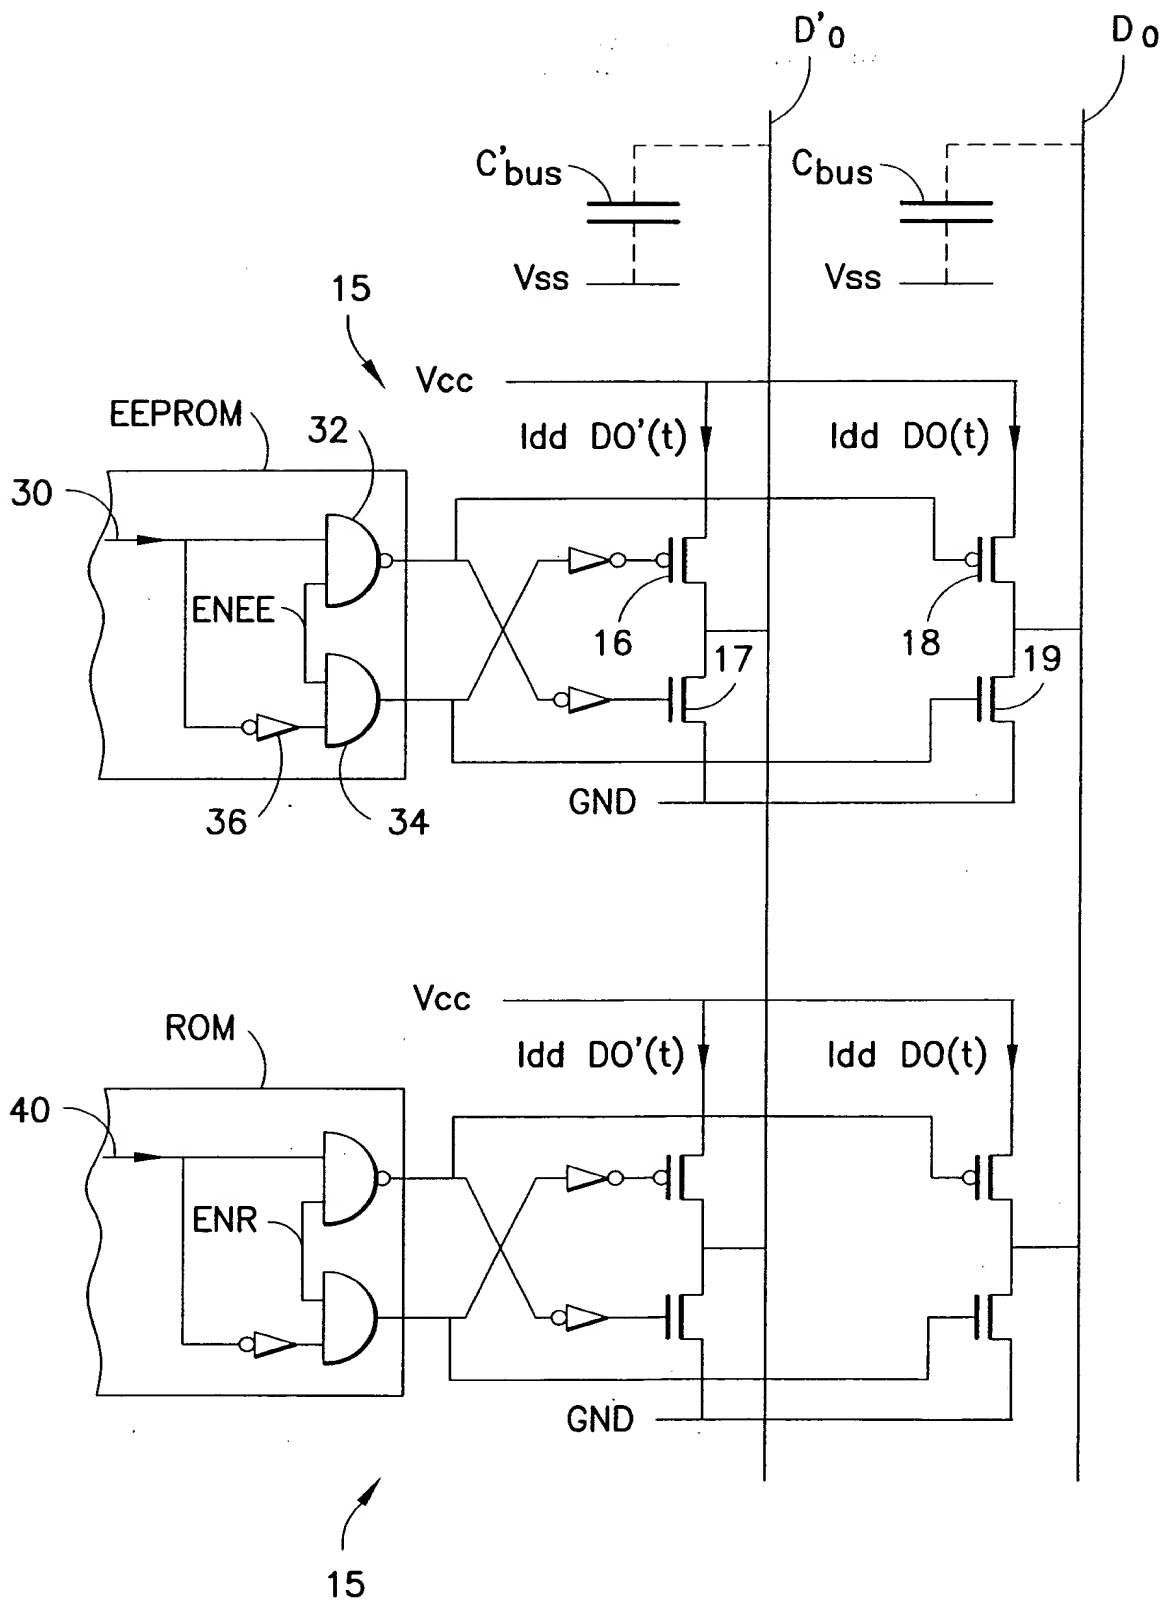 D'0
D0
C'bus
Cbus
Vss
Vss
15
Vcc
EEPROM
32
Idd DO'(t)
Idd DO(t)
30
ENEE
16
18
17
19
36
34
GND
Vcc
ROM
Idd DO'(t)
Idd DO(t)
40
ENR
GND
15